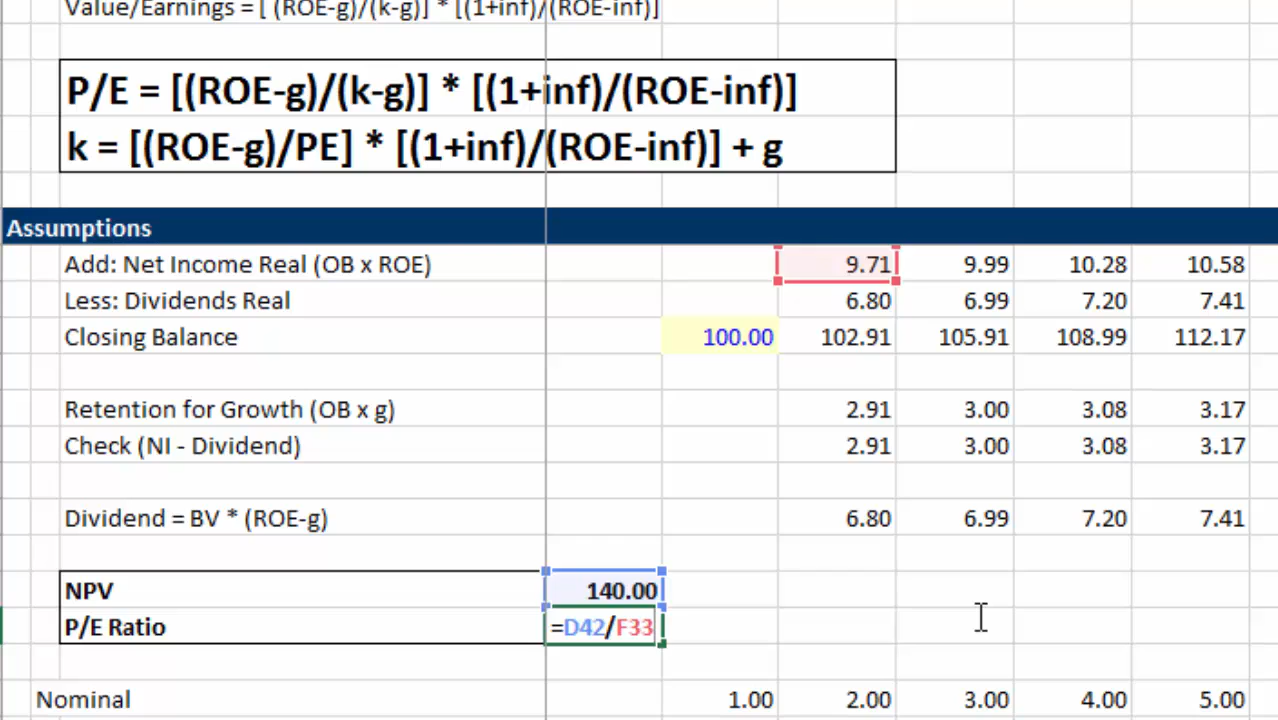 Value/Earnings = [ (ROE-g)/(k-g)] * [(1+inf)/(ROE-inf)]
P/E = [(ROE-g)/(k-g)] * [(1+inf)/(ROE-inf)]
k = [(ROE-g)/PE] * [(1+inf)/(ROE-inf)] + g
Assumptions
Add: Net Income Real (OB x ROE) 9.71 9.99 10.28 10.58
Less: Dividends Real 6.80 6.99 7.20 7.41
Closing Balance 100.00 102.91 105.91 108.99 112.17
Retention for Growth (OB x g) 2.91 3.00 3.08 3.17
Check (NI - Dividend) 2.91 3.00 3.08 3.17
Dividend = BV * (ROE-g) 6.80 6.99 7.20 7.41
NPV 140.00
P/E Ratio =D42/F33
Nominal 1.00 2.00 3.00 4.00 5.00